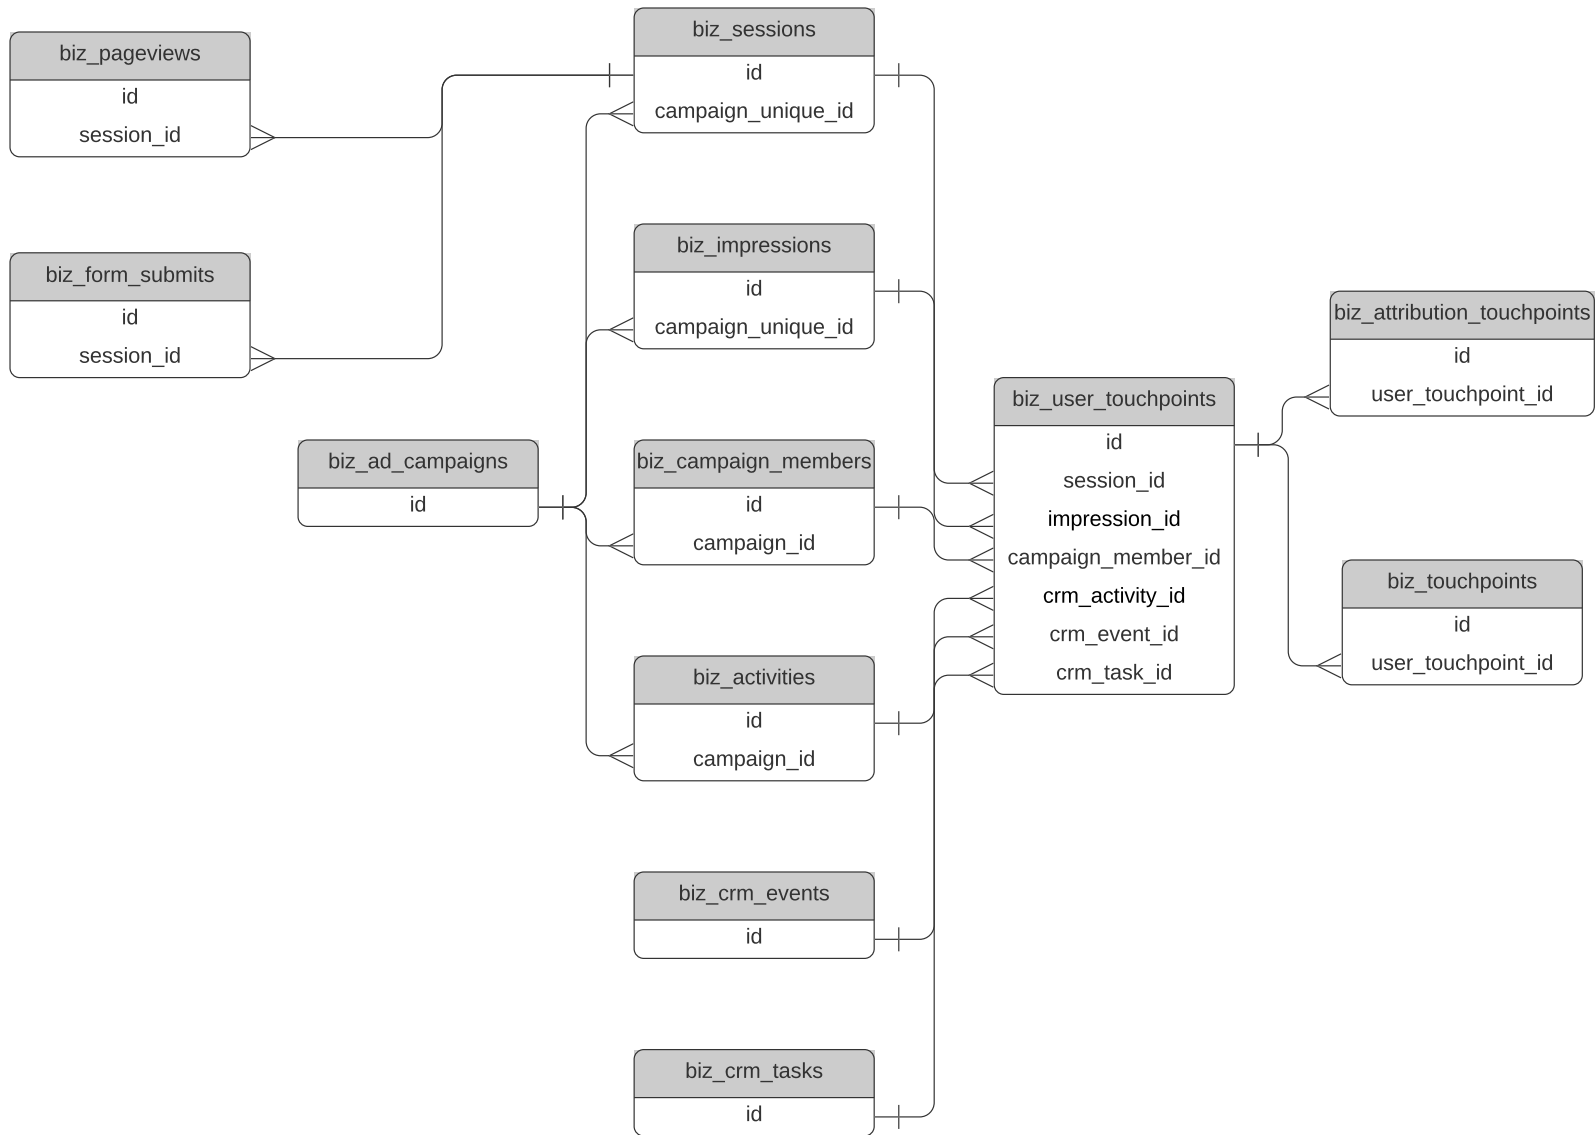 biz_pageviews
id
session_id
biz_form_submits
id
session_id
biz_ad_campaigns
id
biz_sessions
id
campaign_unique_id
biz_impressions
id
campaign_unique_id
biz_campaign_members
id
campaign_id
biz_activities
id
campaign_id
biz_crm_events
id
biz_crm_tasks
id
biz_user_touchpoints
id
session_id
impression_id
campaign_member_id
crm_activity_id
crm_event_id
crm_task_id
biz_attribution_touchpoints
id
user_touchpoint_id
biz_touchpoints
id
user_touchpoint_id